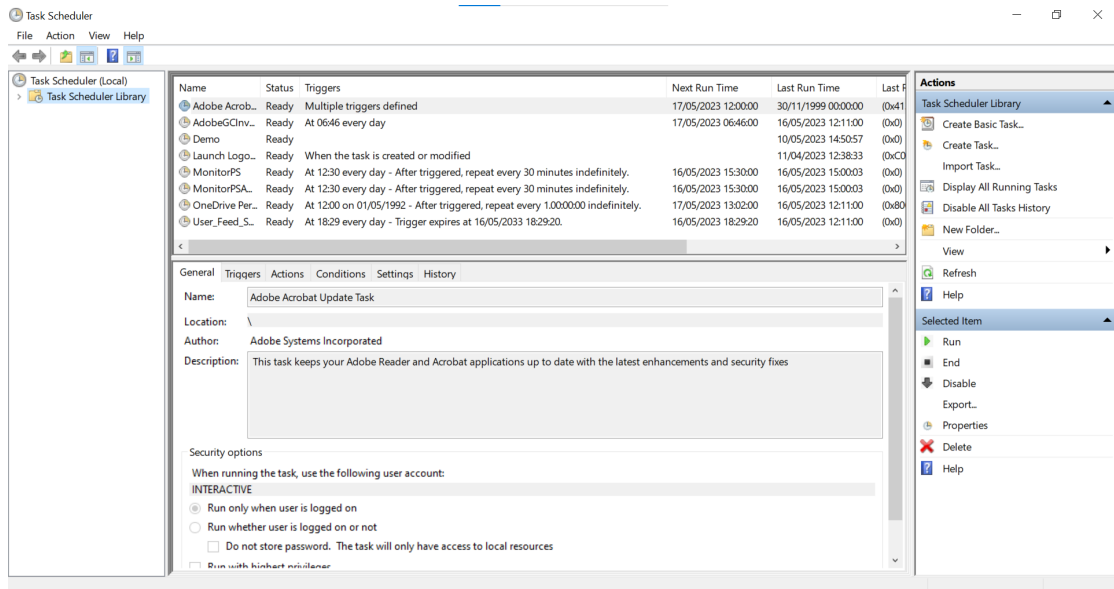 Task Scheduler
File Action View Help
Task Scheduler (Local)
Task Scheduler Library
Name Status Triggers Next Run Time Last Run Time Last R
Adobe Acrob... Ready Multiple triggers defined 17/05/2023 12:00:00 30/11/1999 00:00:00 (0x41
AdobeGCInv... Ready At 06:46 every day 17/05/2023 06:46:00 16/05/2023 12:11:00 (0x0)
Demo Ready 10/05/2023 14:50:57 (0x0)
Launch Logo... Ready When the task is created or modified 11/04/2023 12:38:33 (0xC0
MonitorPS Ready At 12:30 every day - After triggered, repeat every 30 minutes indefinitely. 16/05/2023 15:30:00 16/05/2023 15:00:03 (0x0)
MonitorPSA... Ready At 12:30 every day - After triggered, repeat every 30 minutes indefinitely. 16/05/2023 15:30:00 16/05/2023 15:00:03 (0x0)
OneDrive Per... Ready At 12:00 on 01/05/1992 - After triggered, repeat every 1.00:00:00 indefinitely. 17/05/2023 13:02:00 16/05/2023 12:11:00 (0x80
User_Feed_S... Ready At 18:29 every day - Trigger expires at 16/05/2033 18:29:20. 16/05/2023 18:29:20 16/05/2023 12:11:00 (0x0)
General Triggers Actions Conditions Settings History
Name: Adobe Acrobat Update Task
Location: \
Author: Adobe Systems Incorporated
Description: This task keeps your Adobe Reader and Acrobat applications up to date with the latest enhancements and security fixes
Security options
When running the task, use the following user account:
INTERACTIVE
Run only when user is logged on
Run whether user is logged on or not
Do not store password. The task will only have access to local resources
Run with highest privileges
Actions
Task Scheduler Library
Create Basic Task...
Create Task...
Import Task...
Display All Running Tasks
Disable All Tasks History
New Folder...
View
Refresh
Help
Selected Item
Run
End
Disable
Export...
Properties
Delete
Help